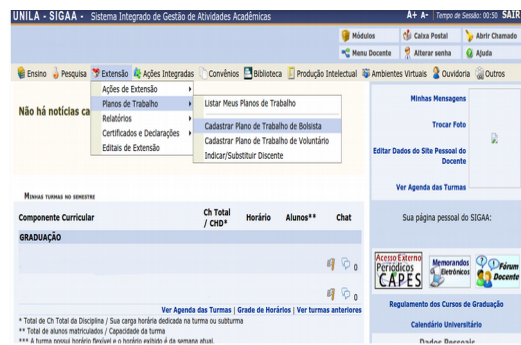 UNILA - SIGAA - Sistema Integrado de Gestão de Atividades Acadêmicas
A+ A- | Tempo de Sessão: 00:50 SAIR
Módulos Caixa Postal Abrir Chamado
Menu Docente Alterar senha Ajuda
Ensino Pesquisa Extensão Ações Integradas Convênios Biblioteca Produção Intelectual Ambientes Virtuais Ouvidoria Outros
Não há notícias ca
Ações de Extensão
Planos de Trabalho
Relatórios
Certificados e Declarações
Editais de Extensão
Listar Meus Planos de Trabalho
Cadastrar Plano de Trabalho de Bolsista
Cadastrar Plano de Trabalho de Voluntário
Indicar/Substituir Discente
Minhas Mensagens
Trocar Foto
Editar Dados do Site Pessoal do
Docente
Ver Agenda das Turmas
MINHAS TURMAS NO SEMESTRE
Componente Curricular Ch Total / CHD* Horário Alunos** Chat
GRADUAÇÃO
0
0
Ver Agenda das Turmas | Grade de Horários | Ver turmas anteriores
* Total de Ch Total da Disciplina / Sua carga horária dedicada na turma ou subturma
** Total de alunos matriculados / Capacidade da turma
*** A turma possui horário flexível e o horário exibido é da semana atual.
Sua página pessoal do SIGAA:
Acesso Externo
Periódicos
CAPES
Memorandos
Eletrônicos
Fórum
Docente
Regulamento dos Cursos de Graduação
Calendário Universitário
Dados Pessoais